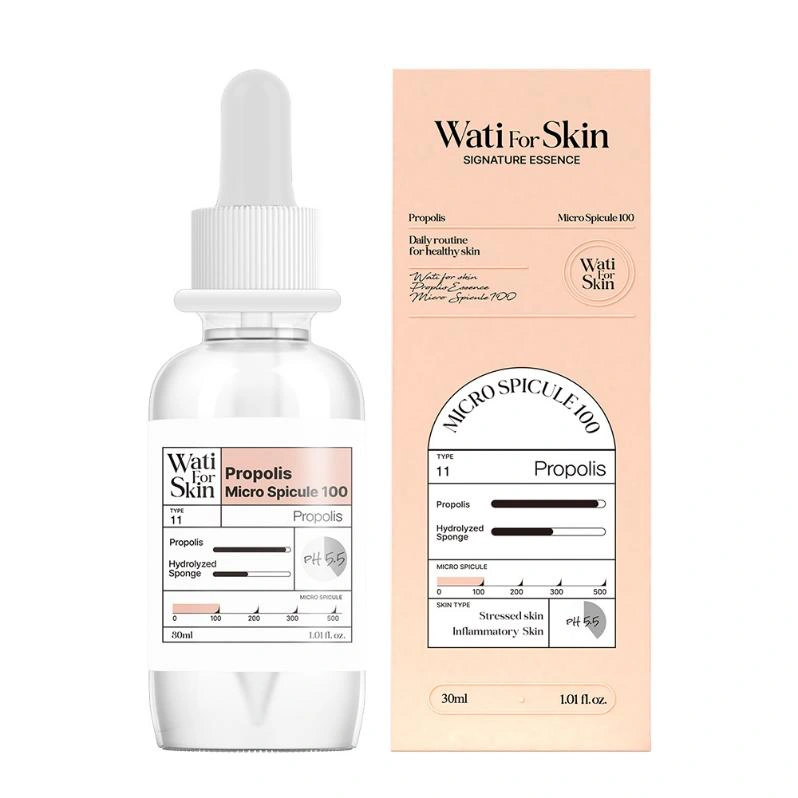 Wati
For
Skin
Propolis
Micro Spicule 100
TYPE
11
Propolis
Propolis
Hydrolyzed
Sponge
pH 5.5
MICRO SPICULE
0 100 200 300 500
30ml 1.01 fl. oz.
Wati For Skin
SIGNATURE ESSENCE
Propolis Micro Spicule 100
Daily routine
for healthy skin
Wati for skin
Propolis Essence
Micro Spicule 100
Wati
For
Skin
MICRO SPICULE 100
TYPE
11 Propolis
Propolis
Hydrolyzed
Sponge
MICRO SPICULE
0 100 200 300 500
SKIN TYPE
Stressed skin
Inflammatory Skin
pH 5.5
30ml 1.01 fl. oz.